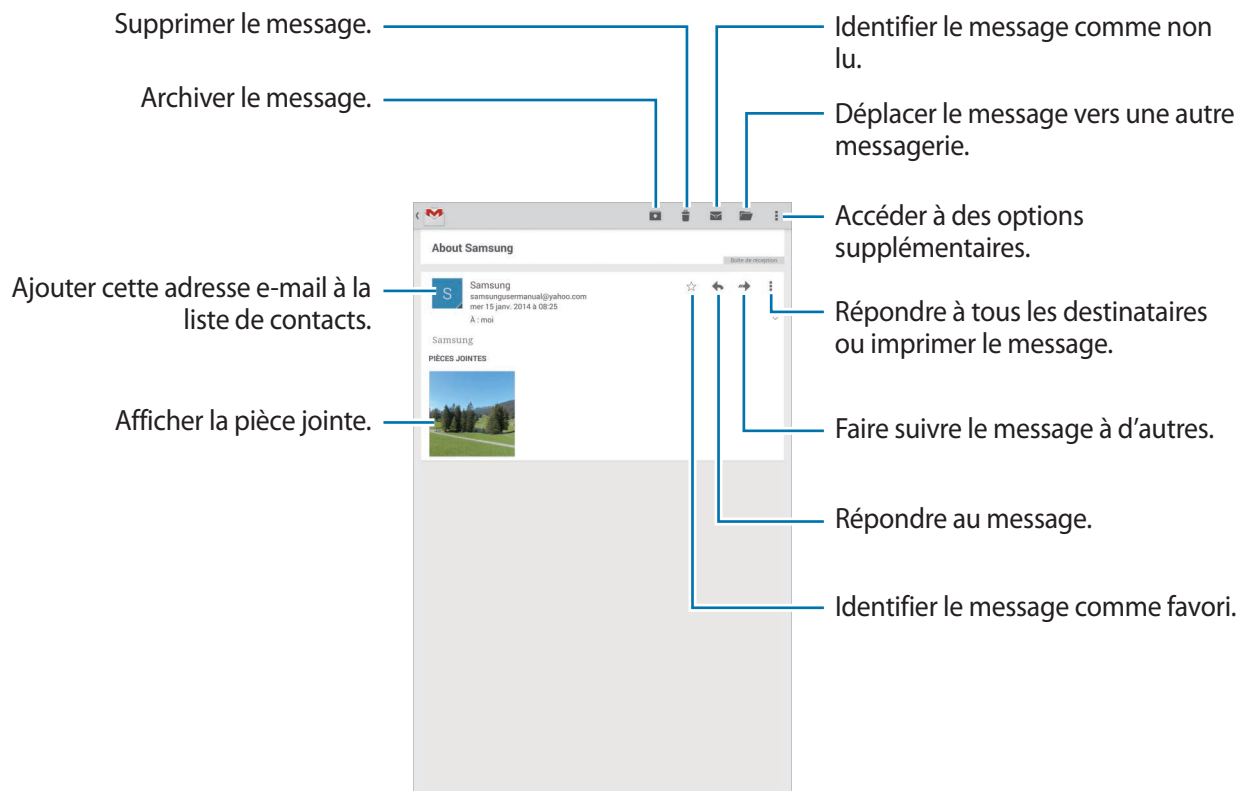 Supprimer le message.
Archiver le message.
Identifier le message comme non
lu.
Déplacer le message vers une autre
messagerie.
Accéder à des options
supplémentaires.
About Samsung
Boîte de réception
Ajouter cette adresse e-mail à la
liste de contacts.
S
Samsung
samsungusermanual@yahoo.com
mer 15 janv. 2014 à 08:25
À : moi
Samsung
PIÈCES JOINTES
Répondre à tous les destinataires
ou imprimer le message.
Afficher la pièce jointe.
Faire suivre le message à d'autres.
Répondre au message.
Identifier le message comme favori.